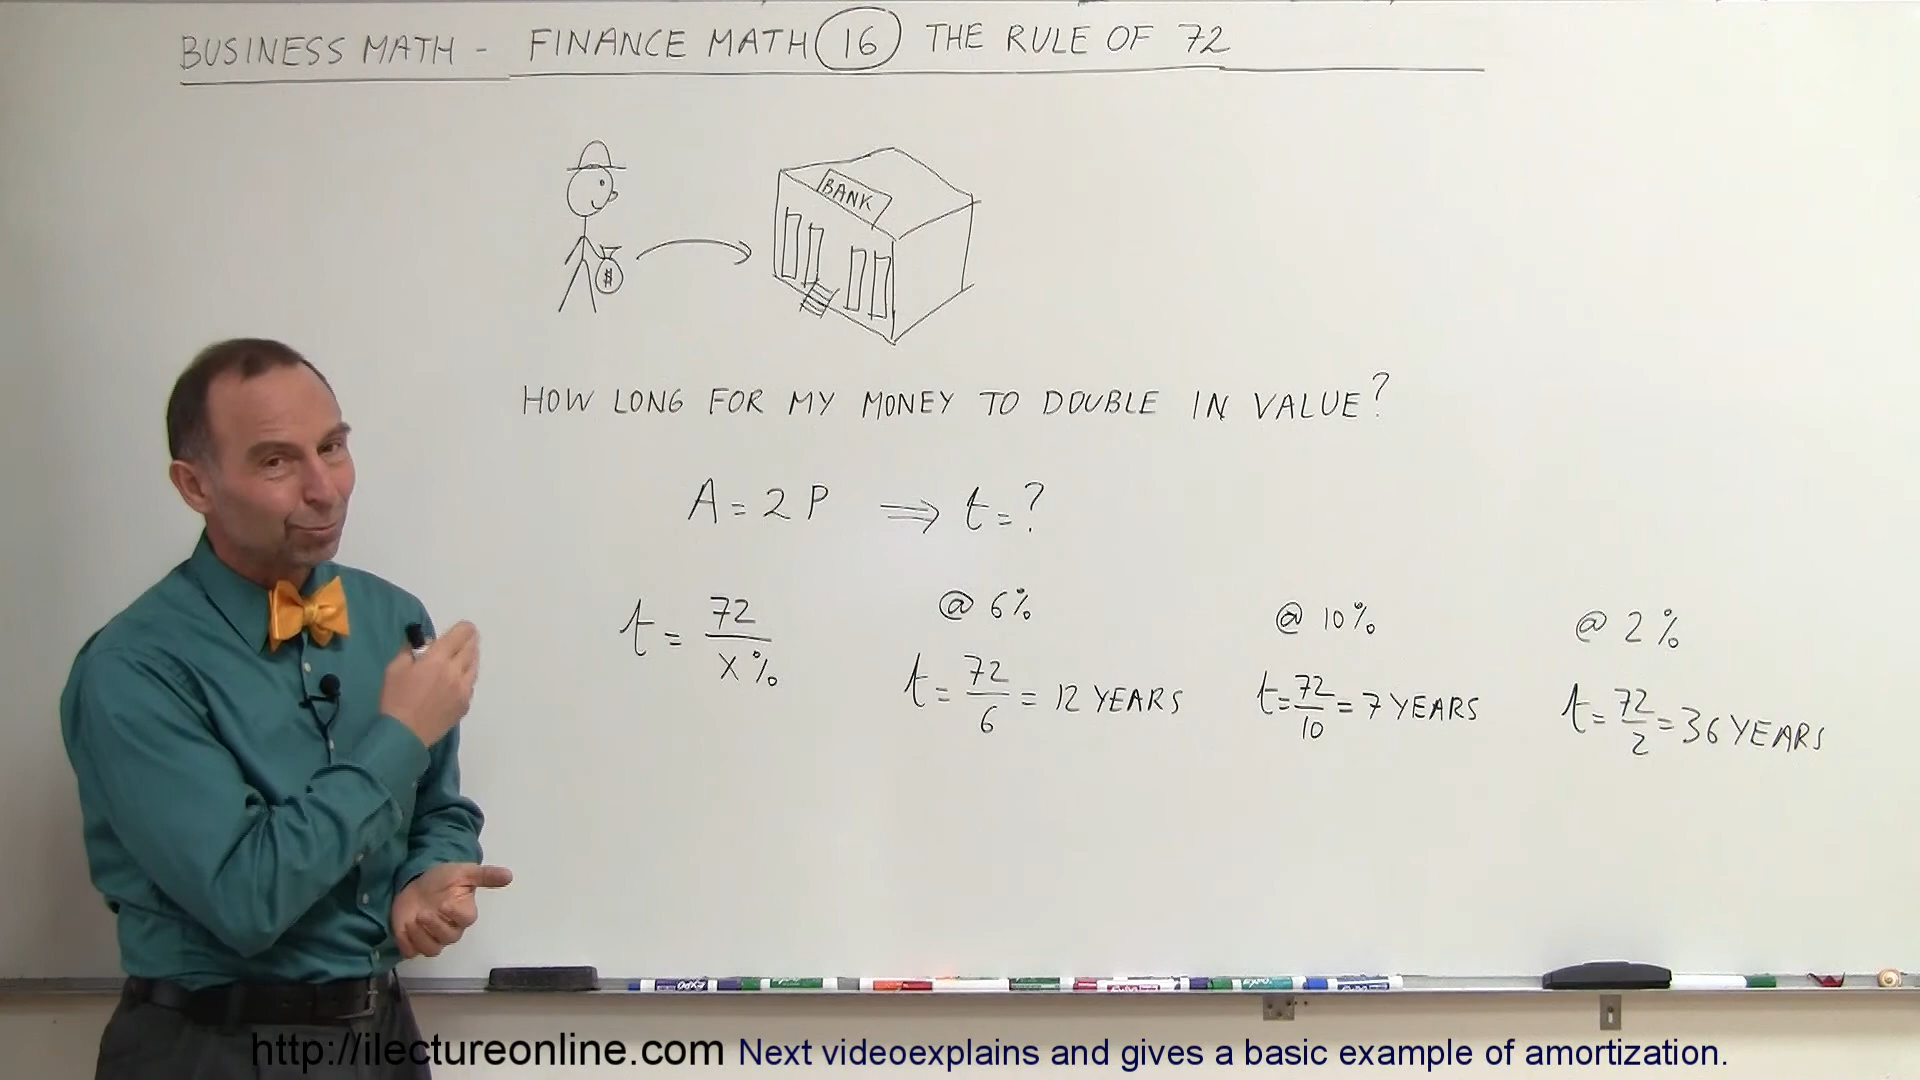 BUSINESS MATH - FINANCE MATH 16 THE RULE OF 72
BANK
$
HOW LONG FOR MY MONEY TO DOUBLE IN VALUE?
A = 2P ⇒ t = ?
t = 72 / x%
@ 6%
t = 72 / 6 = 12 YEARS
@ 10%
t = 72 / 10 = 7 YEARS
@ 2%
t = 72 / 2 = 36 YEARS
EXPO
http://ilectureonline.com Next videoexplains and gives a basic example of amortization.